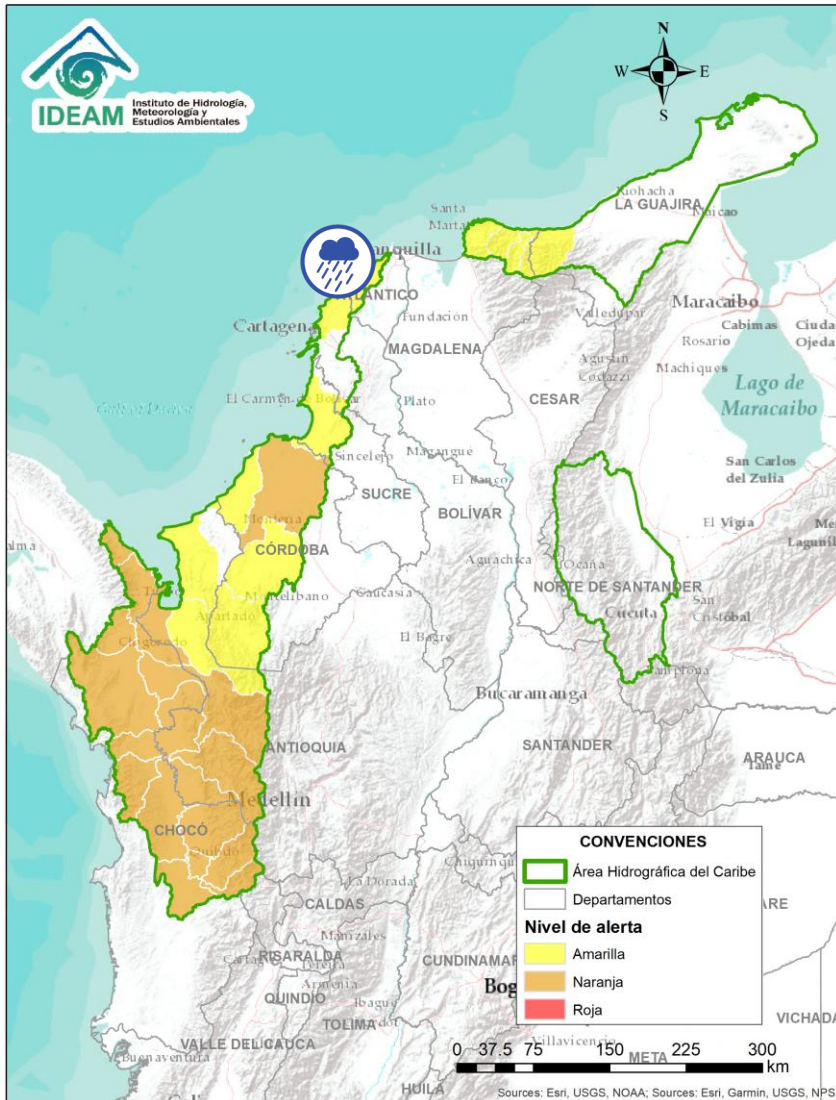 IDEAM
Instituto de Hidrología,
Meteorología y
Estudios Ambientales
N
W
E
S
Riohacha
LA GUAJIRA
Maicao
Santa
Marta
anquilla
ATLÁNTICO
Cartagena
Fundación
Valledupar
Maracaibo
Cabimas
Ciudad
Ojeda
Rosario
Machiques
MAGDALENA
Agustín
Codazzi
CESAR
Lago de
Maracaibo
El Carmen de Bolívar
Plato
Sincelejo
Magangué
San Carlos
del Zulia
SUCRE
El Banco
BOLÍVAR
Montería
El Vigía
CÓRDOBA
Aguachica
Ocaña
NORTE DE SANTANDER
Montelíbano
Caucasia
Apartadó
Cúcuta
San
Cristóbal
Chigorodó
El Bagre
Pamplona
Bucaramanga
ANTIOQUIA
SANTANDER
ARAUCA
Tame
Medellín
CHOCÓ
Quibdó
CONVENCIONES
Área Hidrográfica del Caribe
Departamentos
Nivel de alerta
Amarilla
Naranja
Roja
La Dorada
CALDAS
Manizales
RISARALDA
Pereira
CUNDINAMAR
Armenia
Bog
QUINDÍO
Ibagué
TOLIMA
VICHADA
VALLE DEL CAUCA
Villavicencio
META
Buenaventura
HUILA
0 37.5 75 150 225 300
km
Sources: Esri, USGS, NOAA; Sources: Esri, Garmin, USGS, NPS